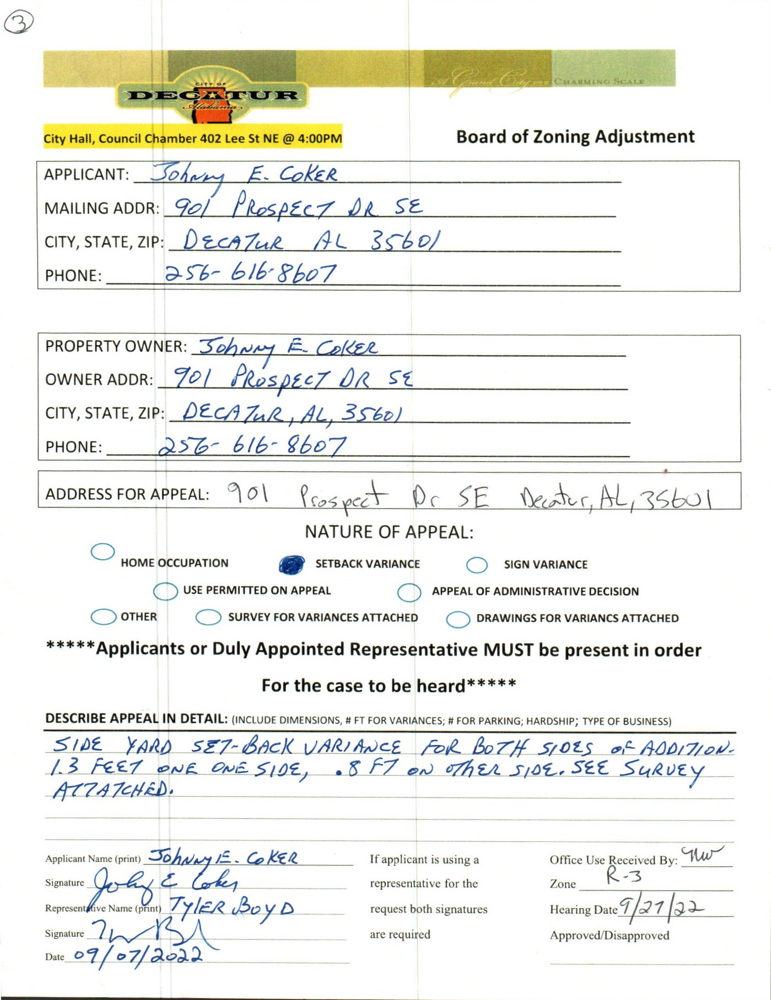 3
A Grand City on a CHARMING SCALE
CITY OF
DECATUR
Alabama
City Hall, Council Chamber 402 Lee St NE @ 4:00PM
Board of Zoning Adjustment
APPLICANT: Johnny E. COKER
MAILING ADDR: 901 PROSPECT DR SE
CITY, STATE, ZIP: DECATUR AL 35601
PHONE: 256-616-8607
PROPERTY OWNER: Johnny E. COKER
OWNER ADDR: 901 PROSPECT DR SE
CITY, STATE, ZIP: DECATUR, AL, 35601
PHONE: 256-616-8607
ADDRESS FOR APPEAL: 901 Prospect Dr SE Decatur, AL, 35601
NATURE OF APPEAL:
HOME OCCUPATION SETBACK VARIANCE SIGN VARIANCE
USE PERMITTED ON APPEAL APPEAL OF ADMINISTRATIVE DECISION
OTHER SURVEY FOR VARIANCES ATTACHED DRAWINGS FOR VARIANCS ATTACHED
*****Applicants or Duly Appointed Representative MUST be present in order
For the case to be heard*****
DESCRIBE APPEAL IN DETAIL: (INCLUDE DIMENSIONS, # FT FOR VARIANCES; # FOR PARKING; HARDSHIP; TYPE OF BUSINESS)
SIDE YARD SET-BACK VARIANCE FOR BOTH SIDES OF ADDITION.
1.3 FEET ONE ONE SIDE, .8 FT ON OTHER SIDE. SEE SURVEY
ATTATCHED.
Applicant Name (print) JOHNNY E. COKER If applicant is using a Office Use Received By: NW
Signature Johnny E Coker representative for the Zone R-3
Representative Name (print) TYLER BOYD request both signatures Hearing Date 9/27/22
Signature are required Approved/Disapproved
Date 09/07/2022